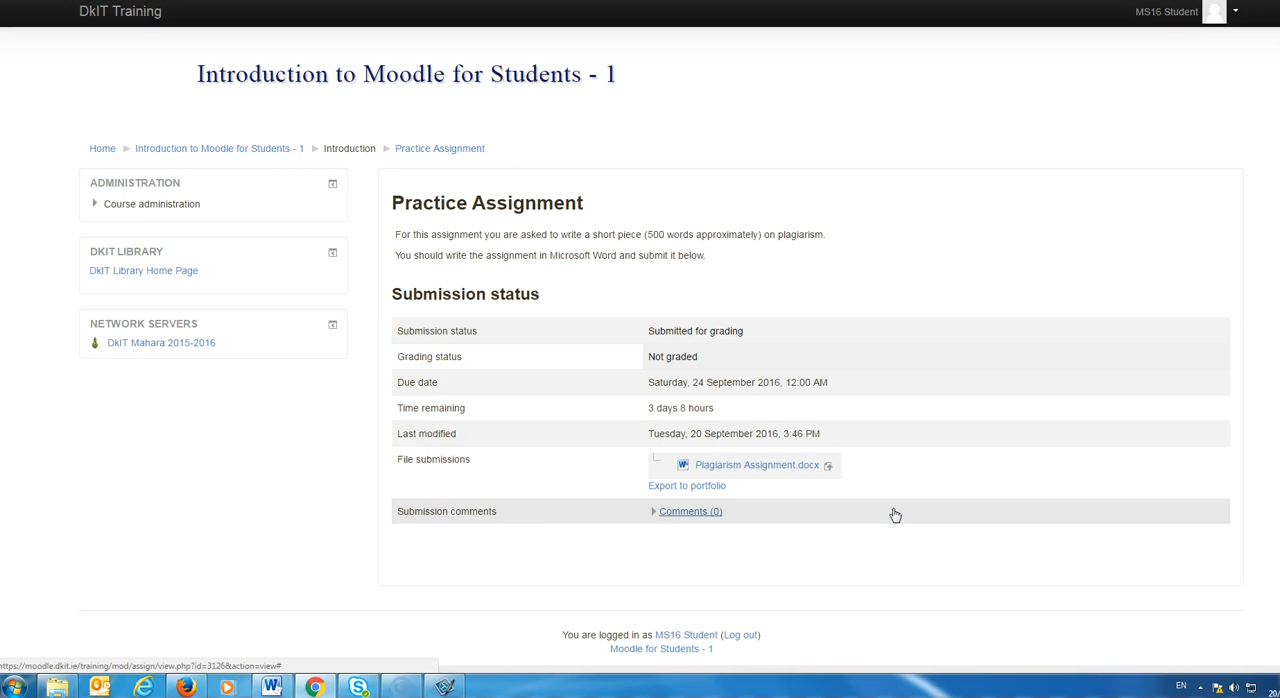 DkIT Training
MS16 Student
Introduction to Moodle for Students - 1
Home Introduction to Moodle for Students - 1 Introduction Practice Assignment
ADMINISTRATION
Course administration
DKIT LIBRARY
DkIT Library Home Page
NETWORK SERVERS
DkIT Mahara 2015-2016
Practice Assignment
For this assignment you are asked to write a short piece (500 words approximately) on plagiarism.
You should write the assignment in Microsoft Word and submit it below.
Submission status
Submission status Submitted for grading
Grading status Not graded
Due date Saturday, 24 September 2016, 12:00 AM
Time remaining 3 days 8 hours
Last modified Tuesday, 20 September 2016, 3:46 PM
File submissions Plagiarism Assignment.docx
Export to portfolio
Submission comments Comments (0)
You are logged in as MS16 Student (Log out)
Moodle for Students - 1
https://moodle.dkit.ie/training/mod/assign/view.php?id=3126&action=view#
EN